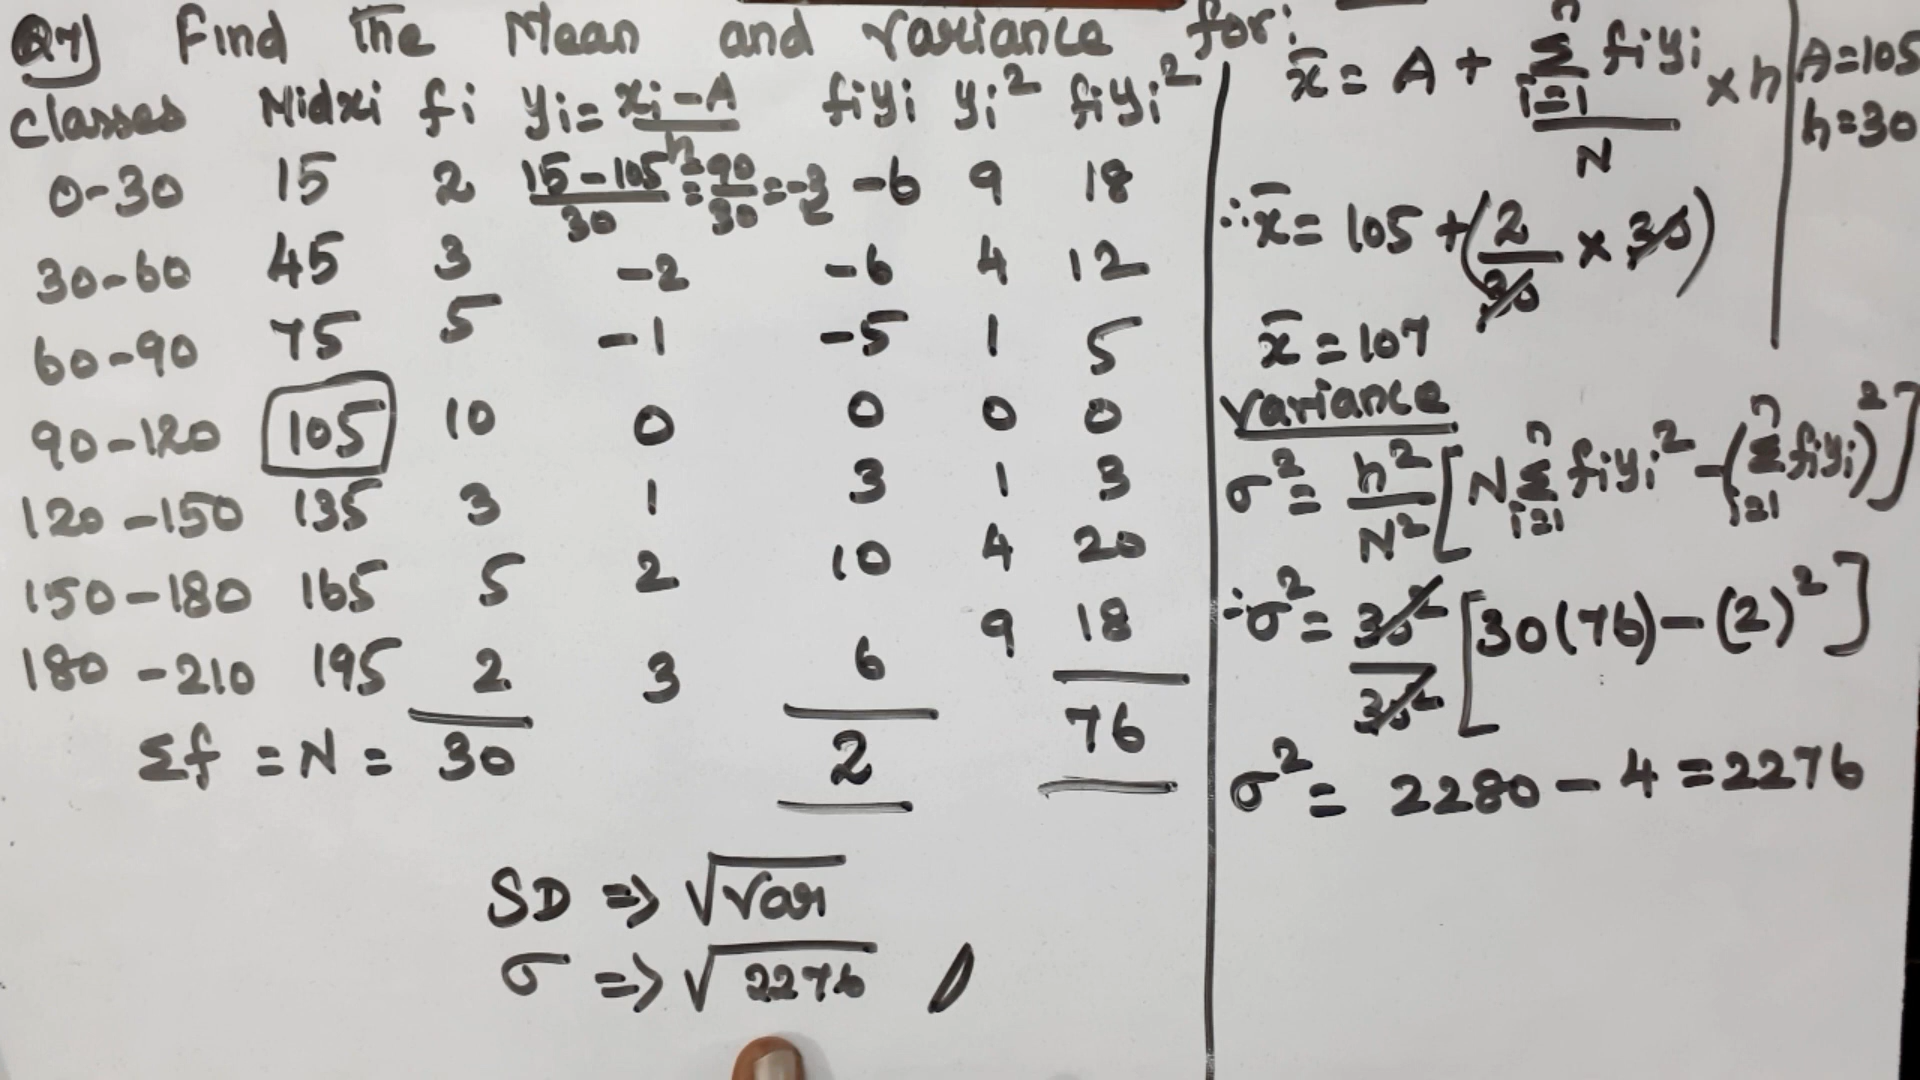 Q7) Find the Mean and Variance for:
classes Midxi fi yi = xi - A / h fiyi yi² fiyi²
0-30 15 2 15-105/30 = -90/30 = -3 -6 9 18
30-60 45 3 -2 -6 4 12
60-90 75 5 -1 -5 1 5
90-120 105 10 0 0 0 0
120-150 135 3 1 3 1 3
150-180 165 5 2 10 4 20
180-210 195 2 3 6 9 18
Σf = N = 30 2 76
SD => √Var
σ => √2276
x̄ = A + Σ fiyi / N × h
n
i=1
A=105
h=30
∴ x̄ = 105 + (2/30 × 30)
x̄ = 107
Variance
σ² = h²/N² [N Σ fiyi² - (Σ fiyi)²]
n n
i=1 i=1
∴ σ² = 30²/30² [30(76) - (2)²]
σ² = 2280 - 4 = 2276